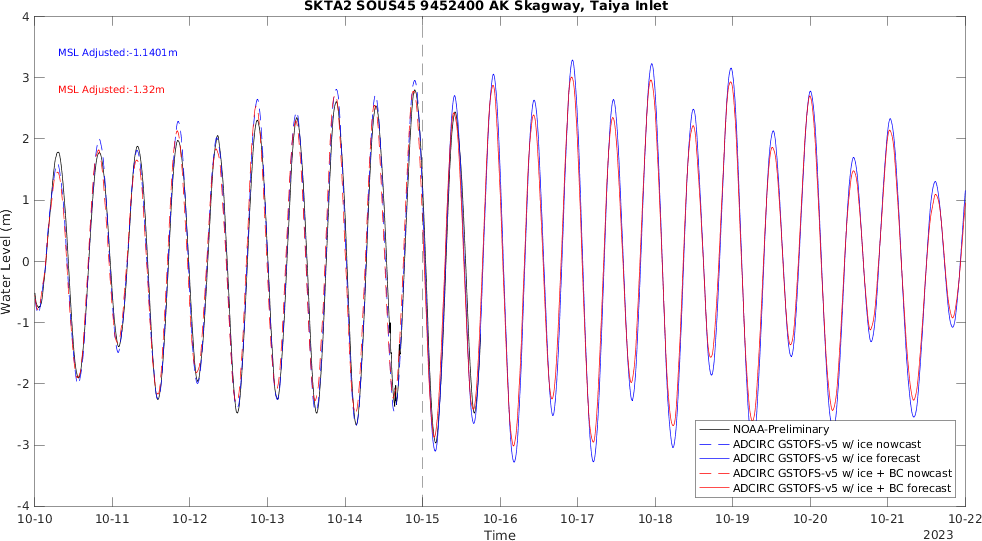 SKTA2 SOUS45 9452400 AK Skagway, Taiya Inlet
MSL Adjusted:-1.1401m
MSL Adjusted:-1.32m
Water Level (m)
4
3
2
1
0
-1
-2
-3
-4
NOAA-Preliminary
ADCIRC GSTOFS-v5 w/ ice nowcast
ADCIRC GSTOFS-v5 w/ ice forecast
ADCIRC GSTOFS-v5 w/ ice + BC nowcast
ADCIRC GSTOFS-v5 w/ ice + BC forecast
10-10 10-11 10-12 10-13 10-14 10-15 10-16 10-17 10-18 10-19 10-20 10-21 10-22
Time
2023